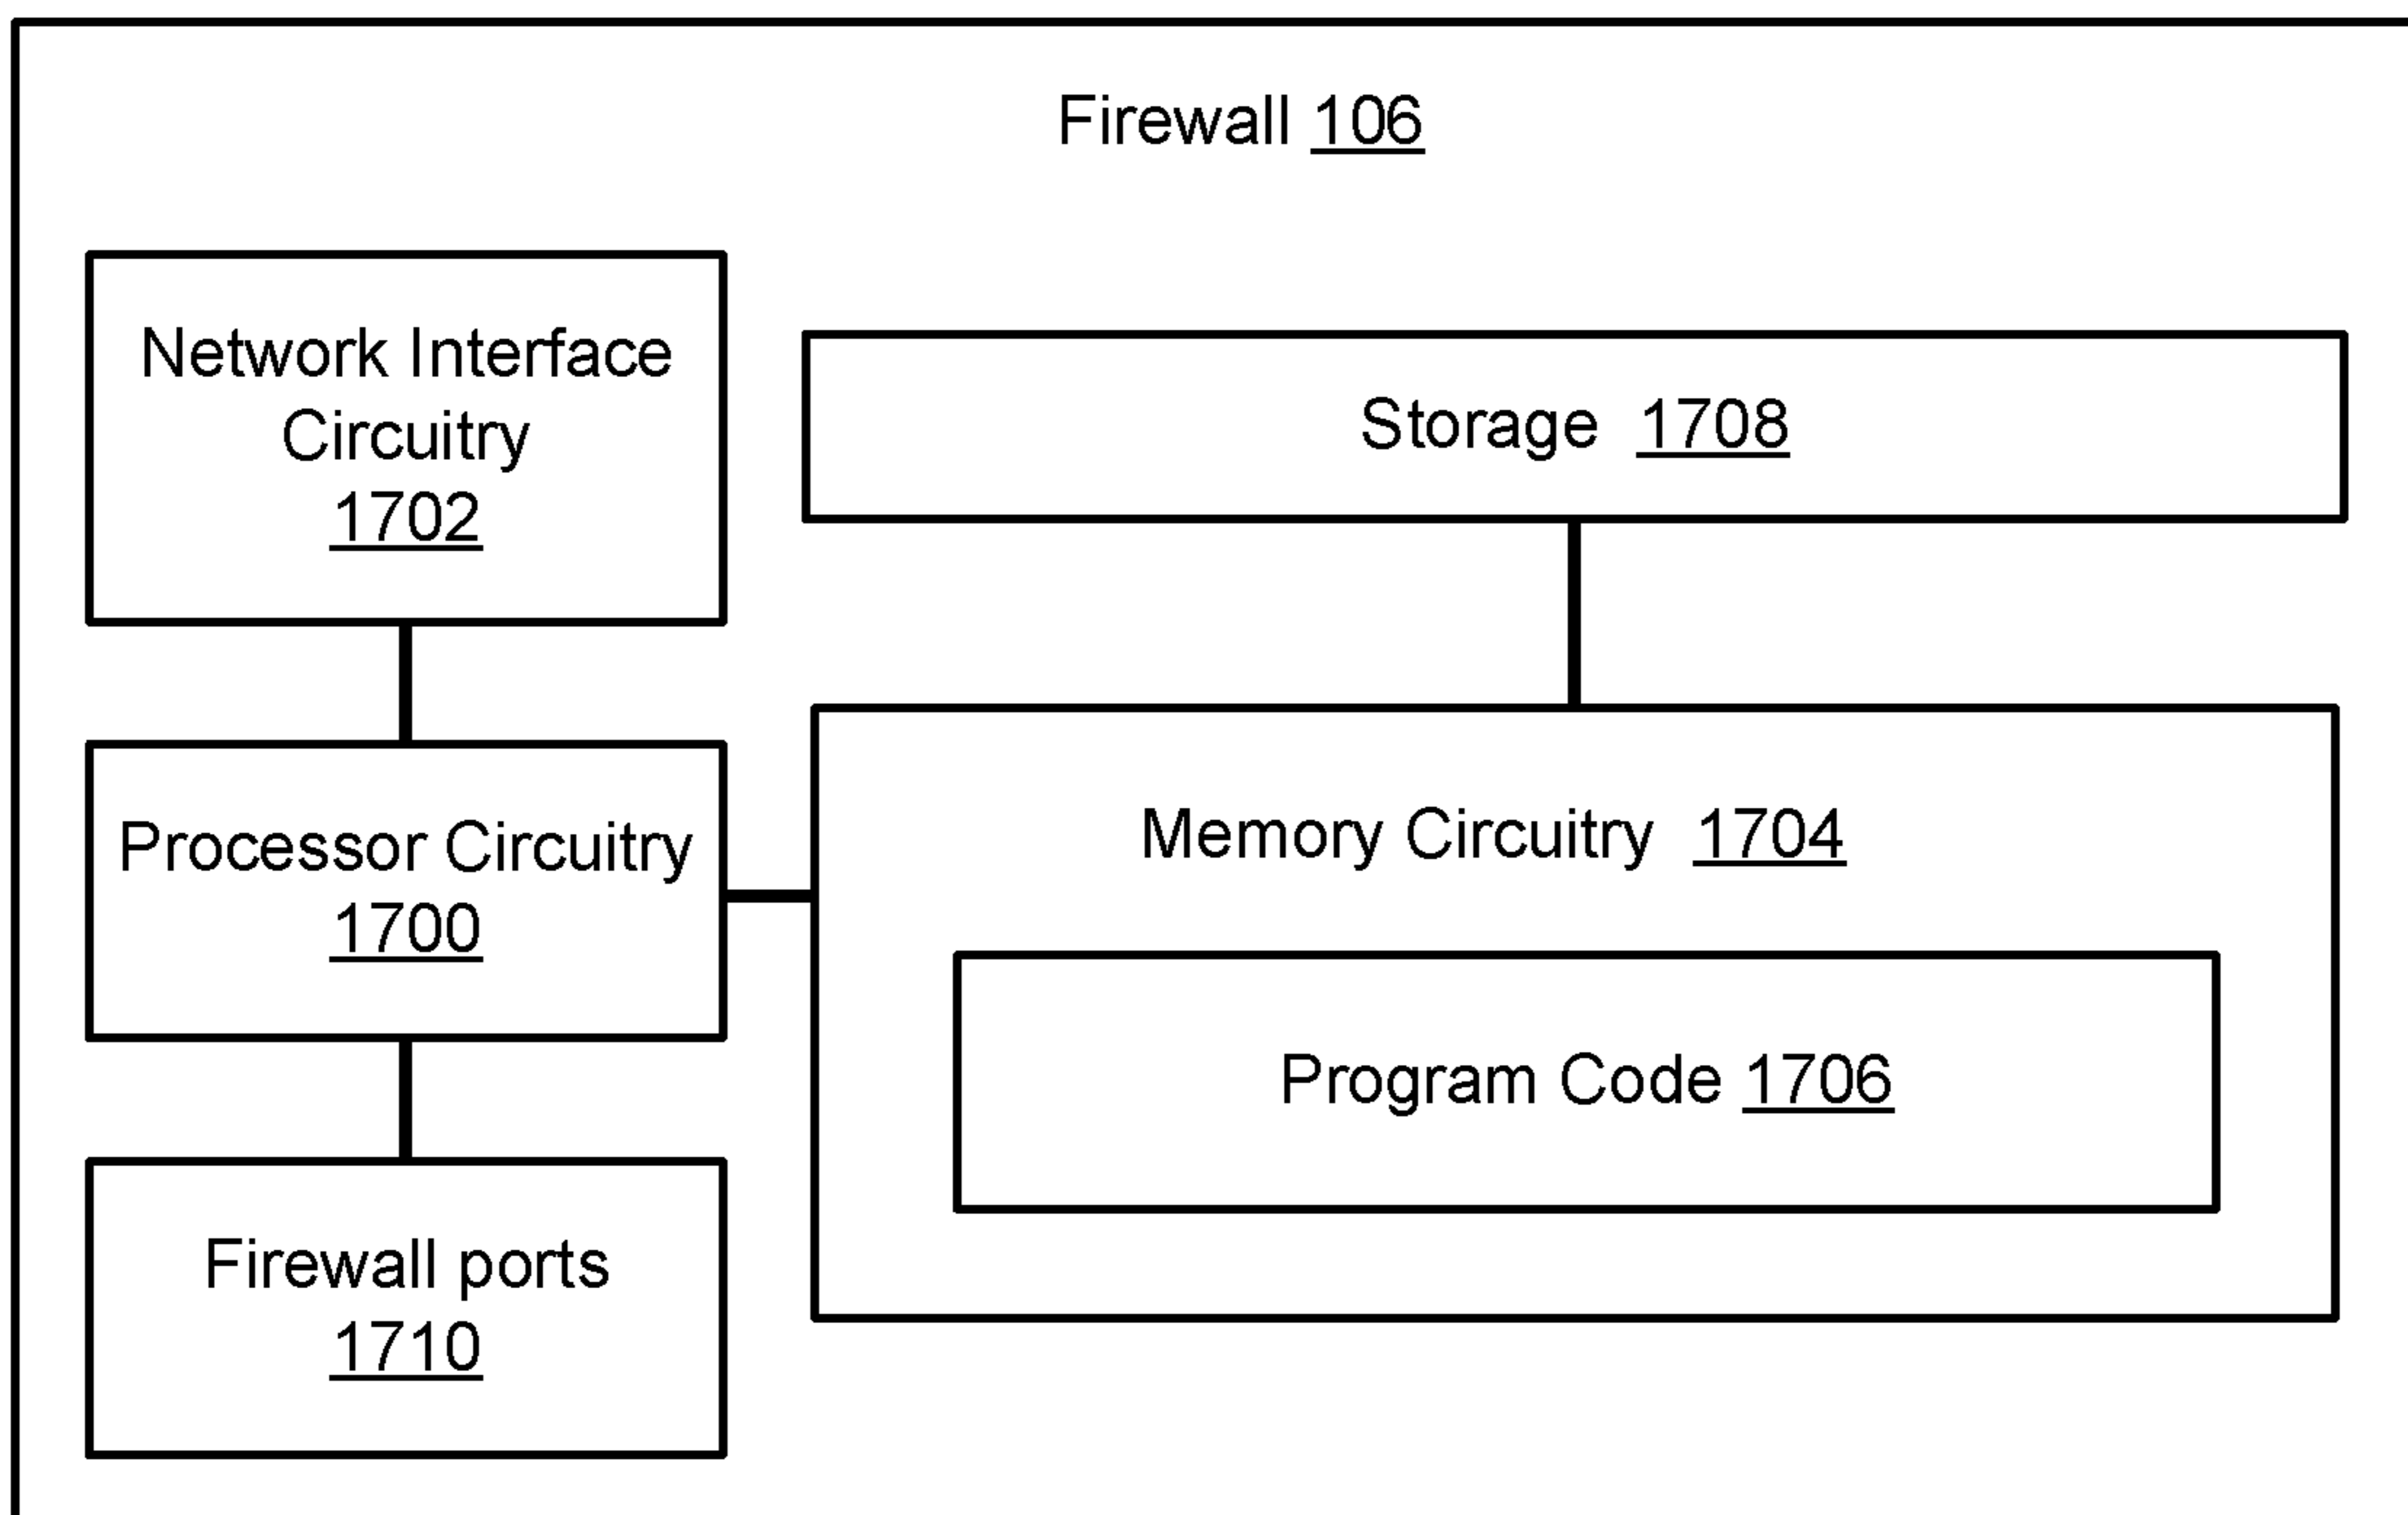 Firewall 106
Network Interface
Circuitry
1702
Storage 1708
Processor Circuitry
1700
Memory Circuitry 1704
Program Code 1706
Firewall ports
1710